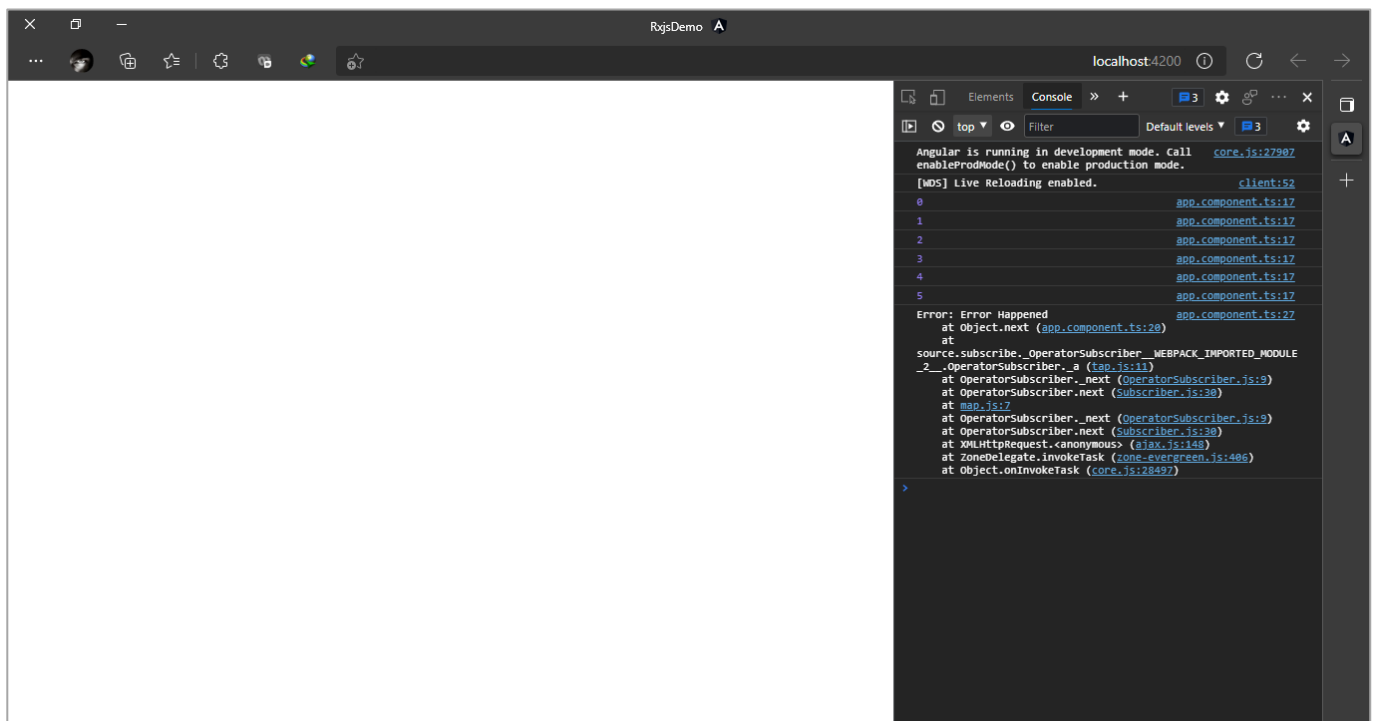 RxjsDemo
localhost:4200
Elements Console » + 3
top Filter Default levels 3
Angular is running in development mode. Call core.js:27907
enableProdMode() to enable production mode.
[WDS] Live Reloading enabled. client:52
0 app.component.ts:17
1 app.component.ts:17
2 app.component.ts:17
3 app.component.ts:17
4 app.component.ts:17
5 app.component.ts:17
Error: Error Happened app.component.ts:27
at Object.next (app.component.ts:20)
at
source.subscribe._OperatorSubscriber__WEBPACK_IMPORTED_MODULE
_2__.OperatorSubscriber._a (tap.js:11)
at OperatorSubscriber._next (OperatorSubscriber.js:9)
at OperatorSubscriber.next (Subscriber.js:30)
at map.js:7
at OperatorSubscriber._next (OperatorSubscriber.js:9)
at OperatorSubscriber.next (Subscriber.js:30)
at XMLHttpRequest.<anonymous> (ajax.js:148)
at ZoneDelegate.invokeTask (zone-evergreen.js:406)
at Object.onInvokeTask (core.js:28497)
>